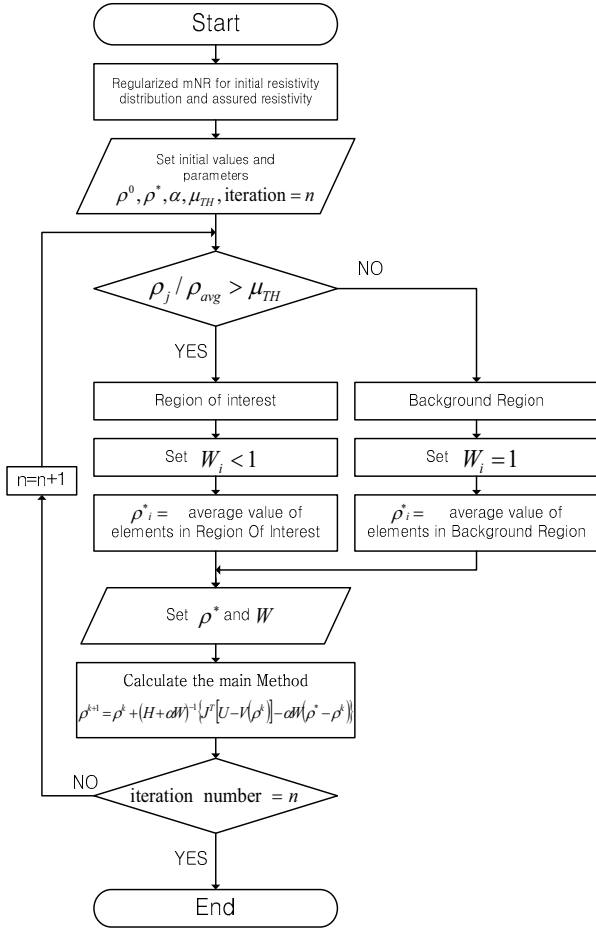 Start
Regularized mNR for initial resistivity
distribution and assured resistivity
Set initial values and
parameters
ρ⁰, ρ*, α, μ_TH, iteration = n
ρ_j / ρ_avg > μ_TH
NO
YES
Region of interest
Background Region
Set W_i < 1
Set W_i = 1
n=n+1
ρ*_i = average value of
elements in Region Of Interest
ρ*_i = average value of
elements in Background Region
Set ρ* and W
Calculate the main Method
ρ^{k+1} = ρ^k + (H+αW)^{-1}{J^T[U−V(ρ^k)]−αW(ρ*−ρ^k)}
NO
iteration number = n
YES
End